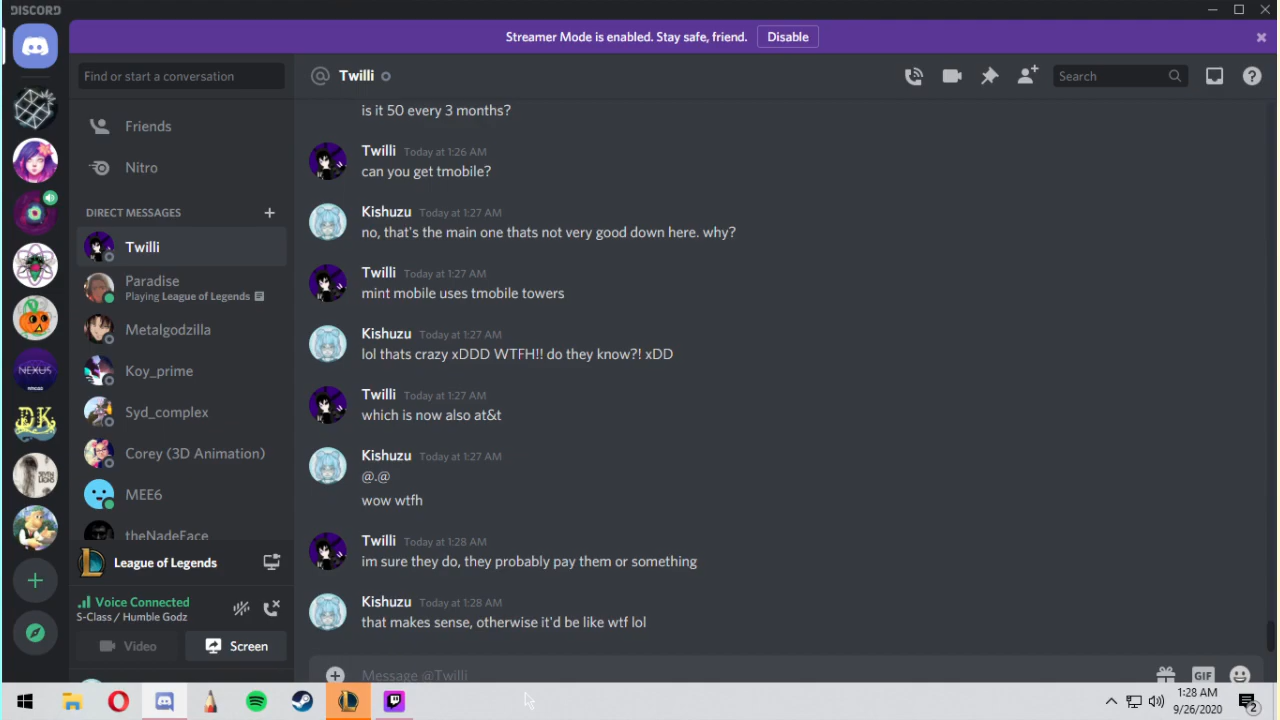 DISCORD
Streamer Mode is enabled. Stay safe, friend.
Disable
Find or start a conversation
Twilli
Search
Friends
Nitro
DIRECT MESSAGES
Twilli
Paradise
Playing League of Legends
Metalgodzilla
Koy_prime
Syd_complex
Corey (3D Animation)
MEE6
theNadeFace
NEXUS
DK
SEVEN
LIONS
League of Legends
Voice Connected
S-Class / Humble Godz
Video
Screen
is it 50 every 3 months?
Twilli Today at 1:26 AM
can you get tmobile?
Kishuzu Today at 1:27 AM
no, that's the main one thats not very good down here. why?
Twilli Today at 1:27 AM
mint mobile uses tmobile towers
Kishuzu Today at 1:27 AM
lol thats crazy xDDD WTFH!! do they know?! xDD
Twilli Today at 1:27 AM
which is now also at&t
Kishuzu Today at 1:27 AM
@.@
wow wtfh
Twilli Today at 1:28 AM
im sure they do, they probably pay them or something
Kishuzu Today at 1:28 AM
that makes sense, otherwise it'd be like wtf lol
Message @Twilli
GIF
1:28 AM
9/26/2020
2